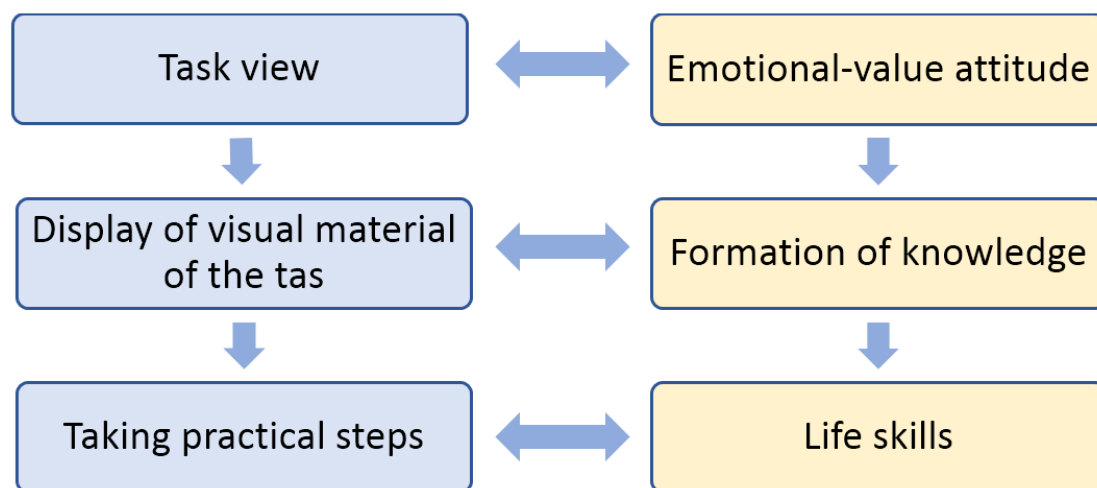 Task view
Emotional-value attitude
Display of visual material
of the tas
Formation of knowledge
Taking practical steps
Life skills